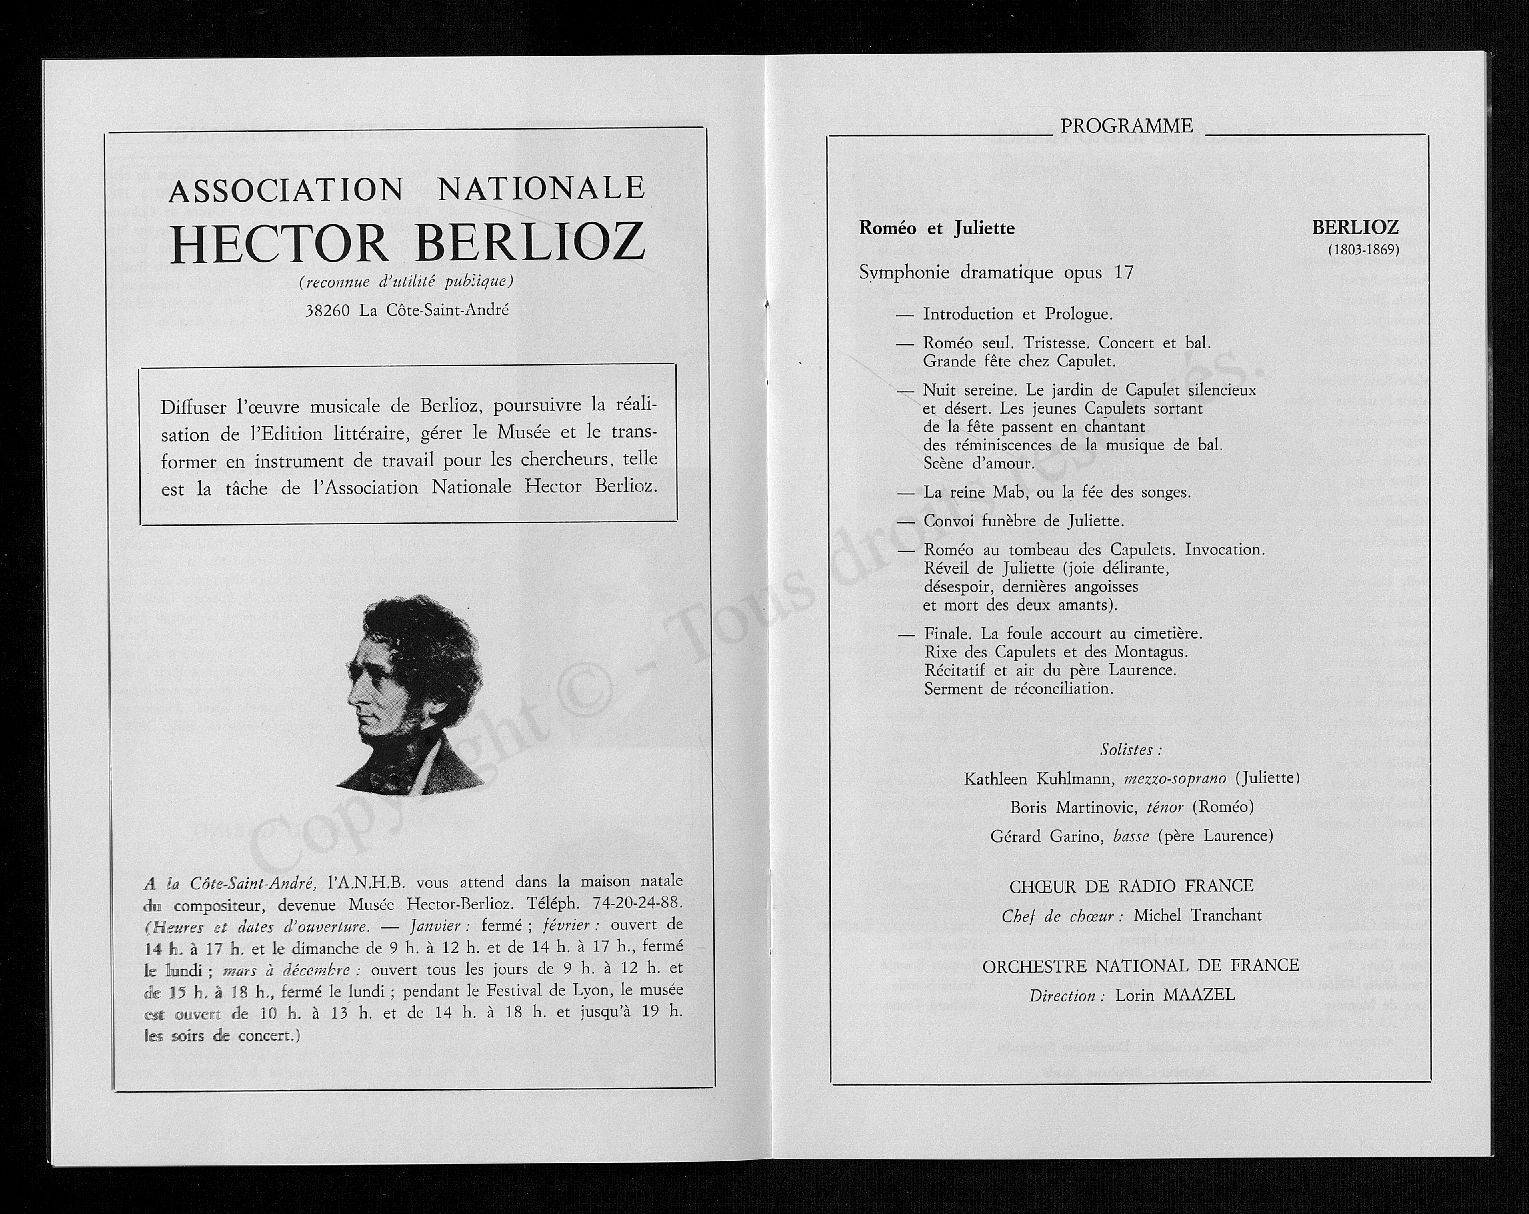 ASSOCIATION NATIONALE
HECTOR BERLIOZ
(reconnue d'utilité publique)
38260 La Côte-Saint-André
Diffuser l'œuvre musicale de Berlioz, poursuivre la réali-
sation de l'Edition littéraire, gérer le Musée et le trans-
former en instrument de travail pour les chercheurs, telle
est la tâche de l'Association Nationale Hector Berlioz.
A la Côte-Saint-André, l'A.N.H.B. vous attend dans la maison natale
du compositeur, devenue Musée Hector-Berlioz. Téléph. 74-20-24-88.
(Heures et dates d'ouverture. — Janvier : fermé ; février : ouvert de
14 h. à 17 h. et le dimanche de 9 h. à 12 h. et de 14 h. à 17 h., fermé
le lundi ; mars à décembre : ouvert tous les jours de 9 h. à 12 h. et
de 15 h. à 18 h., fermé le lundi ; pendant le Festival de Lyon, le musée
est ouvert de 10 h. à 13 h. et de 14 h. à 18 h. et jusqu'à 19 h.
les soirs de concert.)
PROGRAMME
Roméo et Juliette BERLIOZ
(1803-1869)
Symphonie dramatique opus 17
— Introduction et Prologue.
— Roméo seul. Tristesse. Concert et bal.
Grande fête chez Capulet.
— Nuit sereine. Le jardin de Capulet silencieux
et désert. Les jeunes Capulets sortant
de la fête passent en chantant
des réminiscences de la musique de bal.
Scène d'amour.
— La reine Mab, ou la fée des songes.
— Convoi funèbre de Juliette.
— Roméo au tombeau des Capulets. Invocation.
Réveil de Juliette (joie délirante,
désespoir, dernières angoisses
et mort des deux amants).
— Finale. La foule accourt au cimetière.
Rixe des Capulets et des Montagus.
Récitatif et air du père Laurence.
Serment de réconciliation.
Solistes :
Kathleen Kuhlmann, mezzo-soprano (Juliette)
Boris Martinovic, ténor (Roméo)
Gérard Garino, basse (père Laurence)
CHŒUR DE RADIO FRANCE
Chef de chœur : Michel Tranchant
ORCHESTRE NATIONAL DE FRANCE
Direction : Lorin MAAZEL
Copyright © - Tous droits réservés.